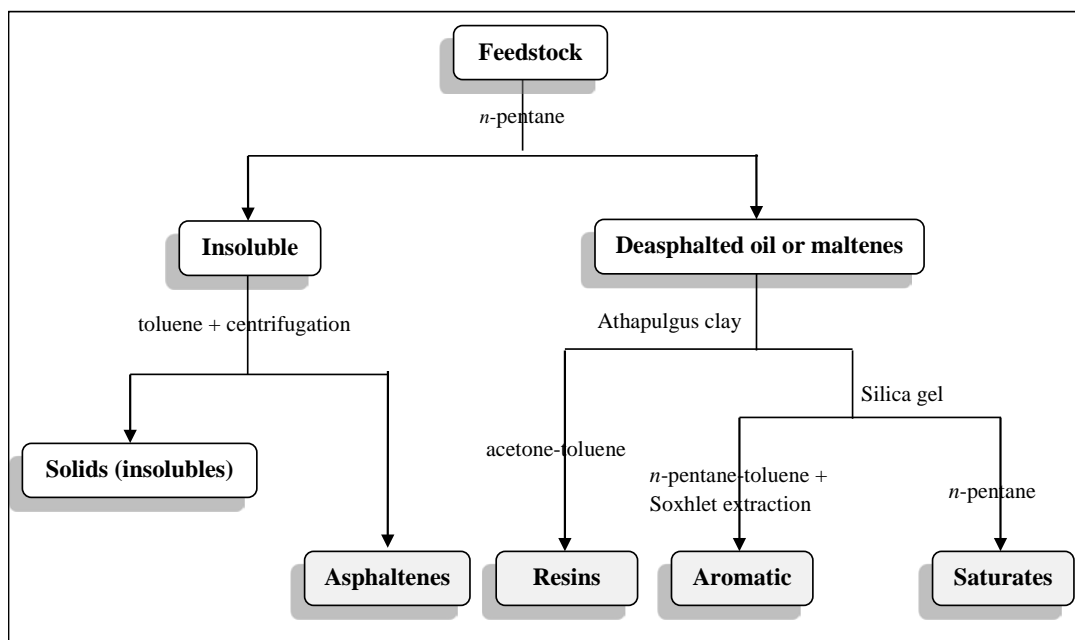 Feedstock
n-pentane
Insoluble
Deasphalted oil or maltenes
toluene + centrifugation
Athapulgus clay
Silica gel
Solids (insolubles)
acetone-toluene
n-pentane-toluene +
Soxhlet extraction
n-pentane
Asphaltenes
Resins
Aromatic
Saturates